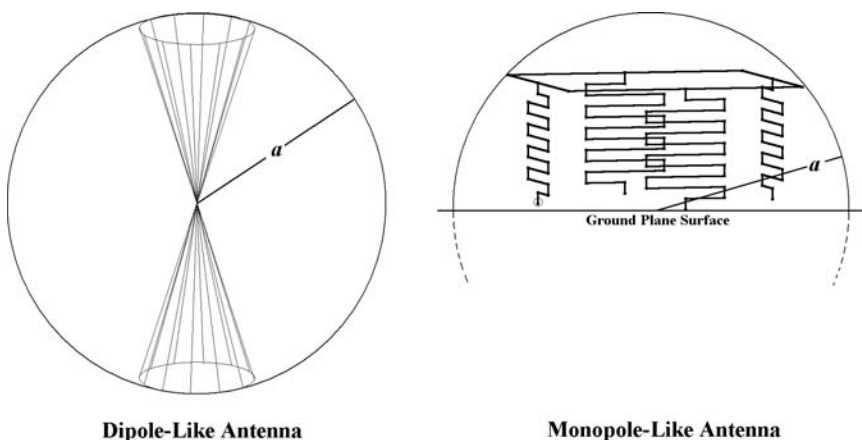 a
a
Ground Plane Surface
Dipole-Like Antenna
Monopole-Like Antenna